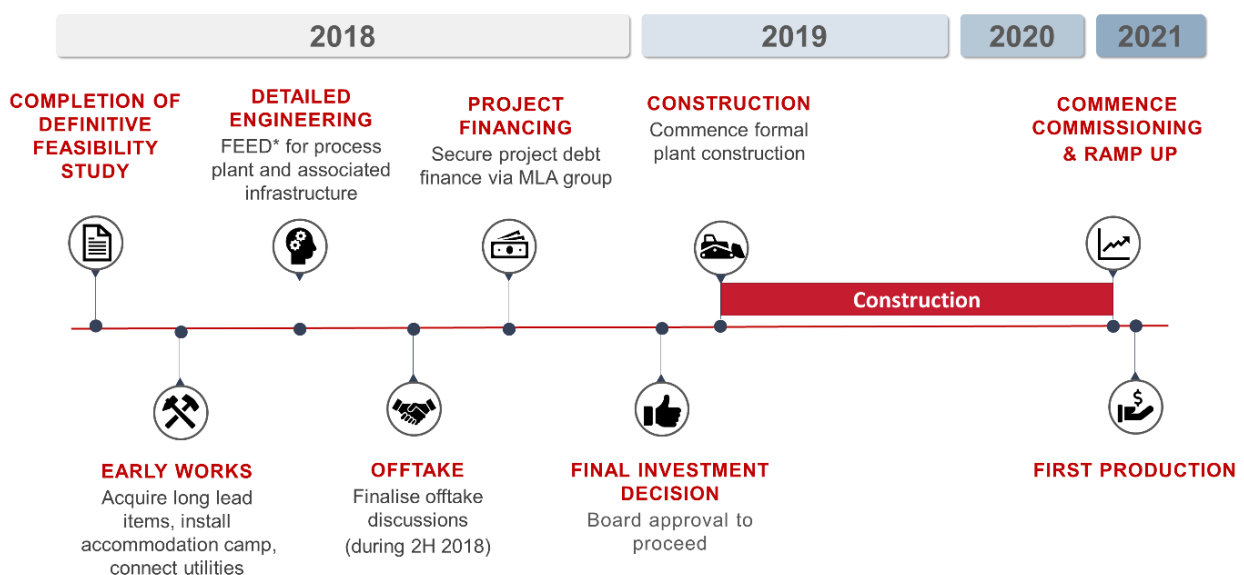 2018
2019
2020
2021
COMPLETION OF
DEFINITIVE
FEASIBILITY
STUDY
DETAILED
ENGINEERING
FEED* for process
plant and associated
infrastructure
PROJECT
FINANCING
Secure project debt
finance via MLA group
CONSTRUCTION
Commence formal
plant construction
COMMENCE
COMMISSIONING
& RAMP UP
Construction
EARLY WORKS
Acquire long lead
items, install
accommodation camp,
connect utilities
OFFTAKE
Finalise offtake
discussions
(during 2H 2018)
FINAL INVESTMENT
DECISION
Board approval to
proceed
$
FIRST PRODUCTION